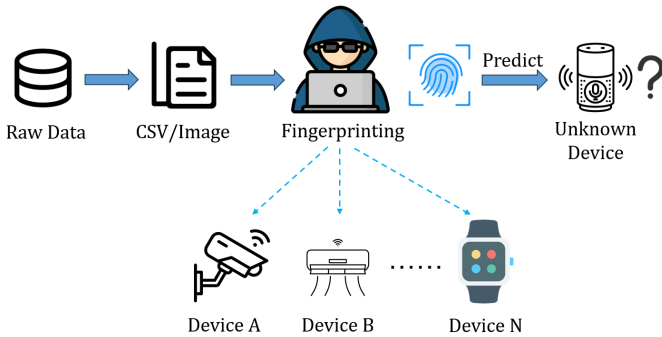 Raw Data
CSV/Image
Fingerprinting
Predict
Unknown
Device
?
Device A
Device B
......
Device N